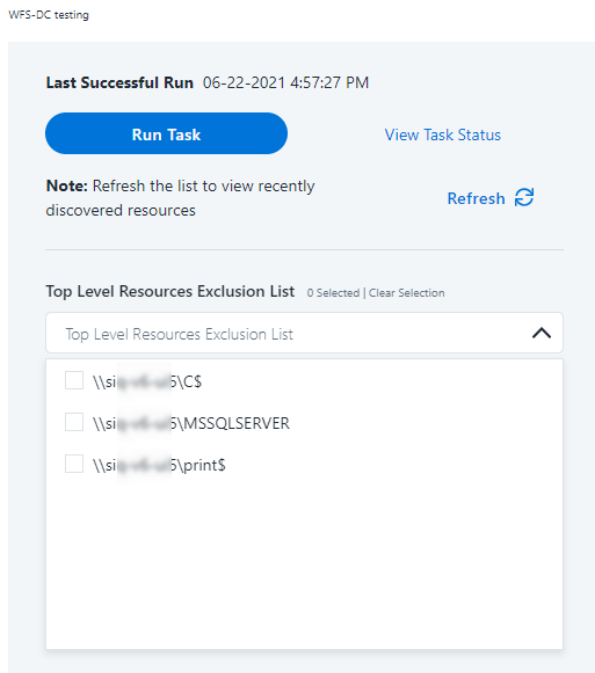 WFS-DC testing
Last Successful Run 06-22-2021 4:57:27 PM
Run Task View Task Status
Note: Refresh the list to view recently
discovered resources
Refresh
Top Level Resources Exclusion List 0 Selected | Clear Selection
Top Level Resources Exclusion List
\\si 5\C$
\\si 5\MSSQLSERVER
\\si 5\print$